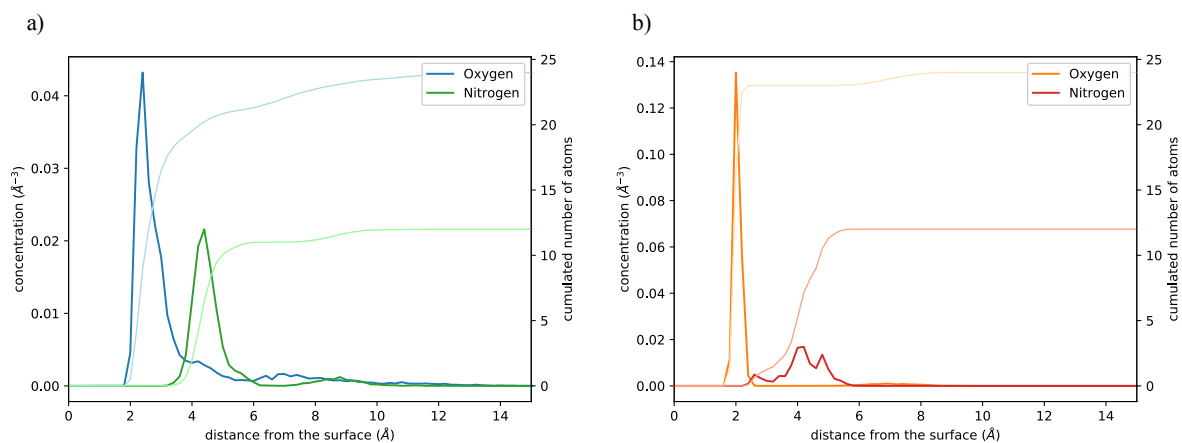 a)
b)
concentration (Å⁻³)
0.04
0.03
0.02
0.01
0.00
Oxygen
Nitrogen
25
20
15
10
5
0
cumulated number of atoms
0 2 4 6 8 10 12 14
distance from the surface (Å)
concentration (Å⁻³)
0.14
0.12
0.10
0.08
0.06
0.04
0.02
0.00
Oxygen
Nitrogen
25
20
15
10
5
0
cumulated number of atoms
0 2 4 6 8 10 12 14
distance from the surface (Å)